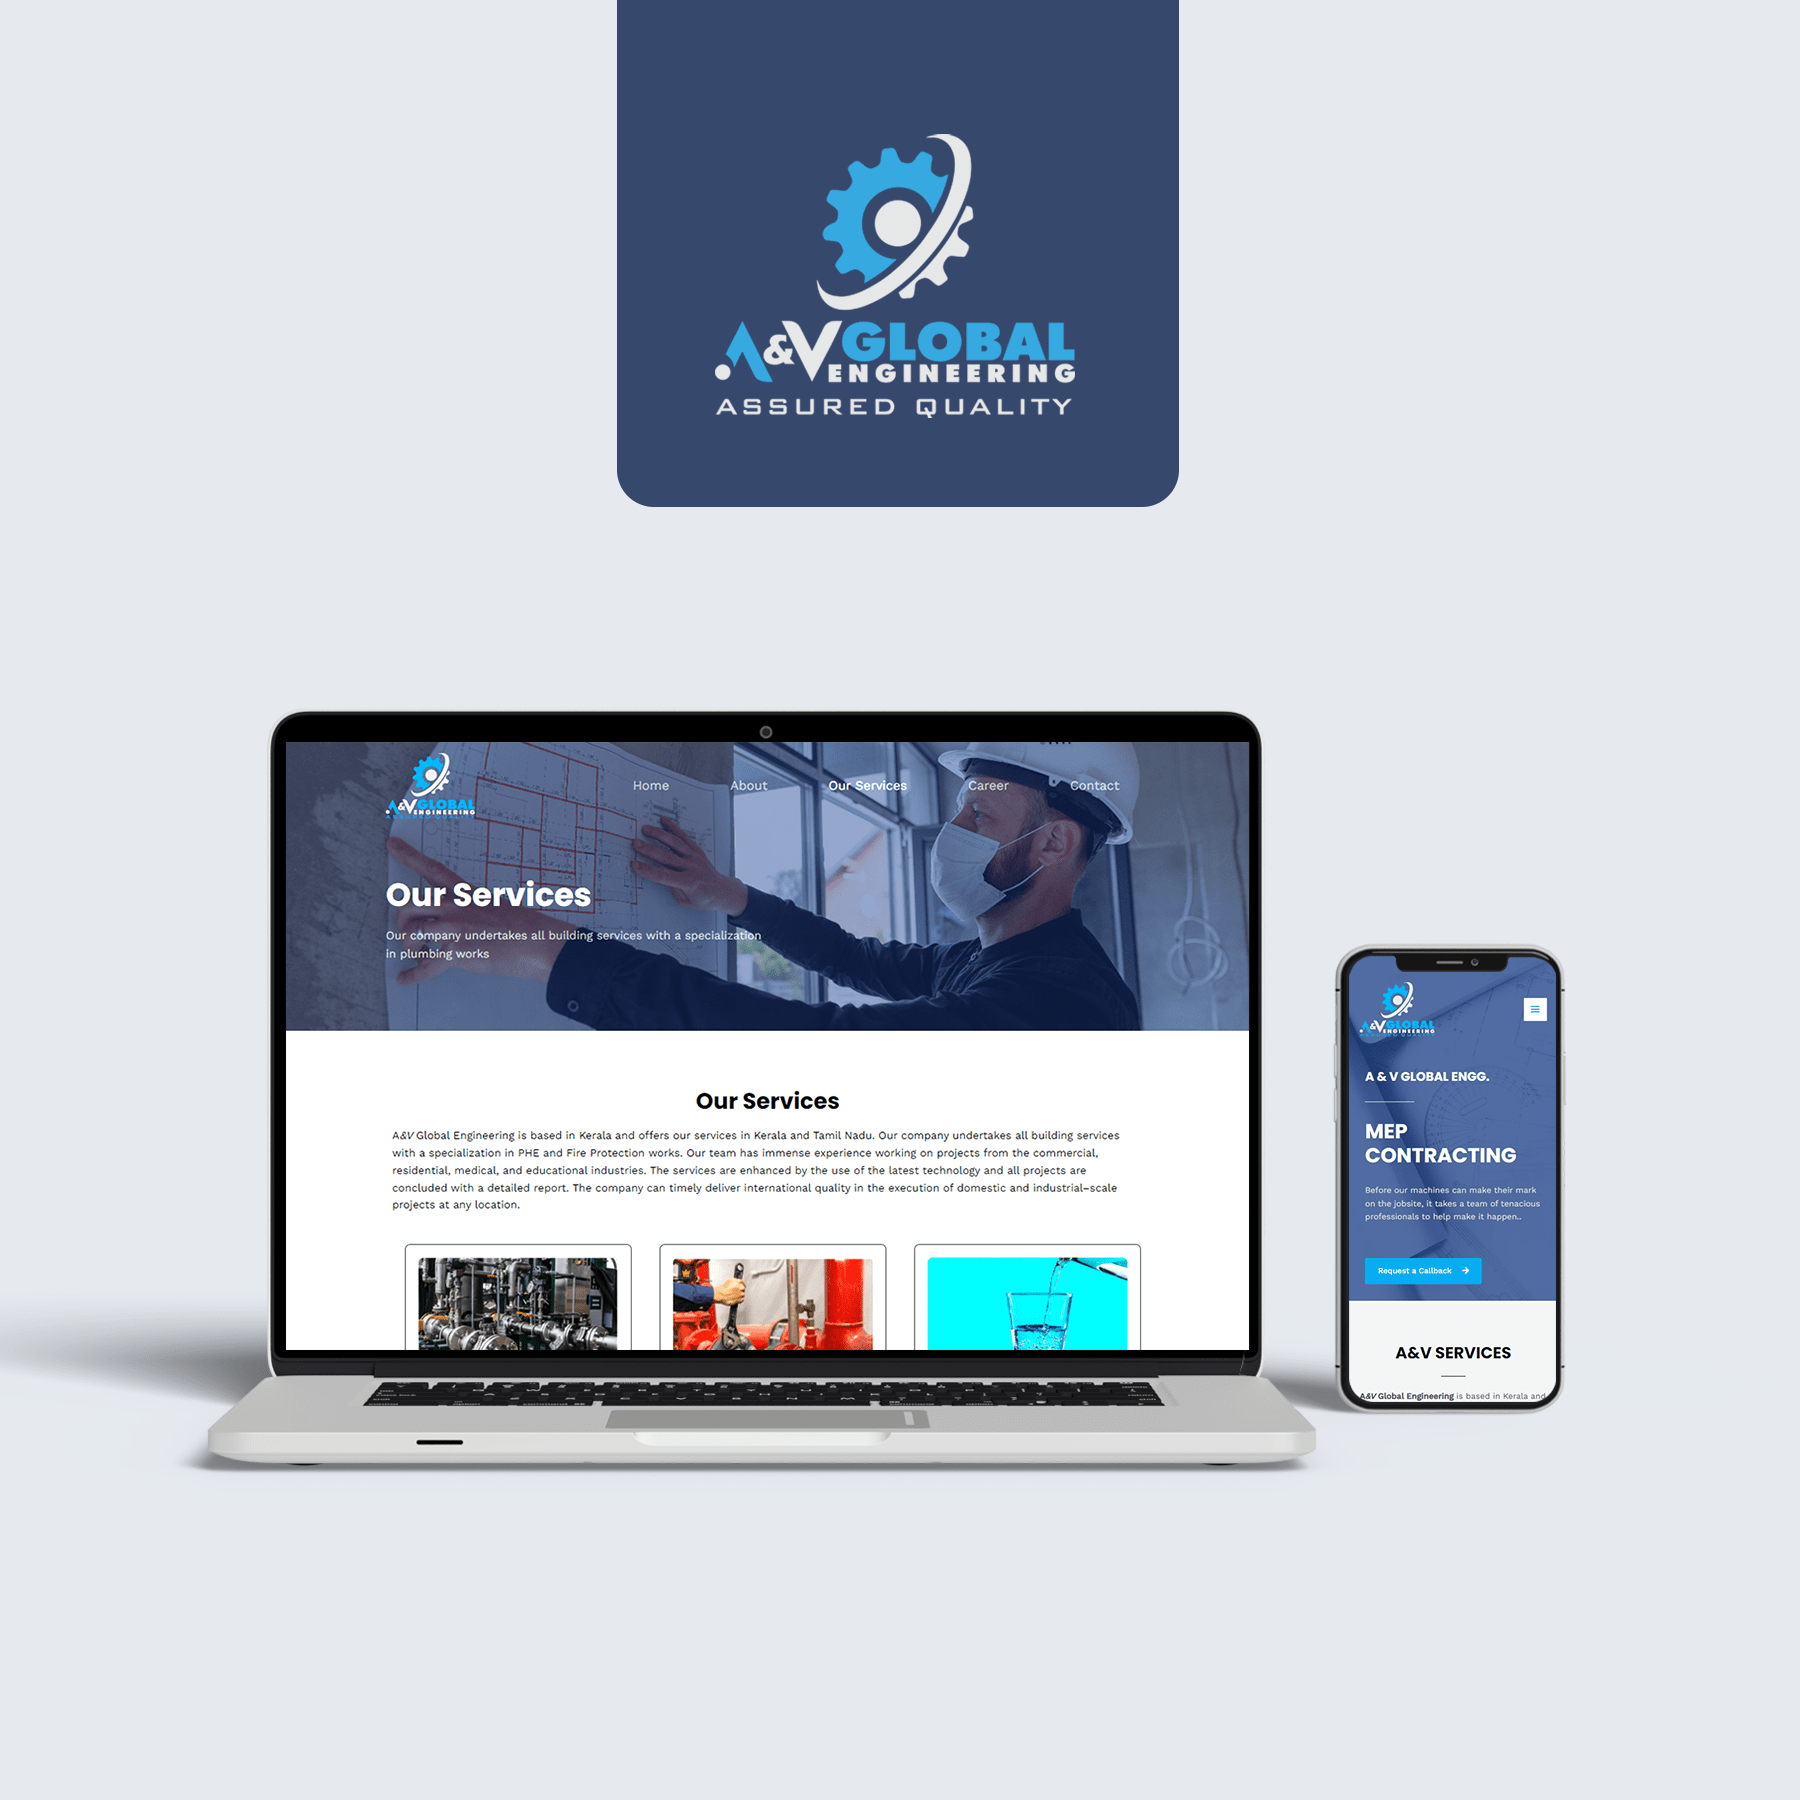 A&V GLOBAL
ENGINEERING
ASSURED QUALITY
A&V GLOBAL
ENGINEERING
ASSURED QUALITY
Home
About
Our Services
Career
Contact
Our Services
Our company undertakes all building services with a specialization
in plumbing works
Our Services
A&V Global Engineering is based in Kerala and offers our services in Kerala and Tamil Nadu. Our company undertakes all building services
with a specialization in PHE and Fire Protection works. Our team has immense experience working on projects from the commercial,
residential, medical, and educational industries. The services are enhanced by the use of the latest technology and all projects are
concluded with a detailed report. The company can timely deliver international quality in the execution of domestic and industrial-scale
projects at any location.
A&V GLOBAL
ENGINEERING
A & V GLOBAL ENGG.
MEP
CONTRACTING
Before our machines can make their mark
on the jobsite, it takes a team of tenacious
professionals to help make it happen..
Request a Callback
A&V SERVICES
A&V Global Engineering is based in Kerala and